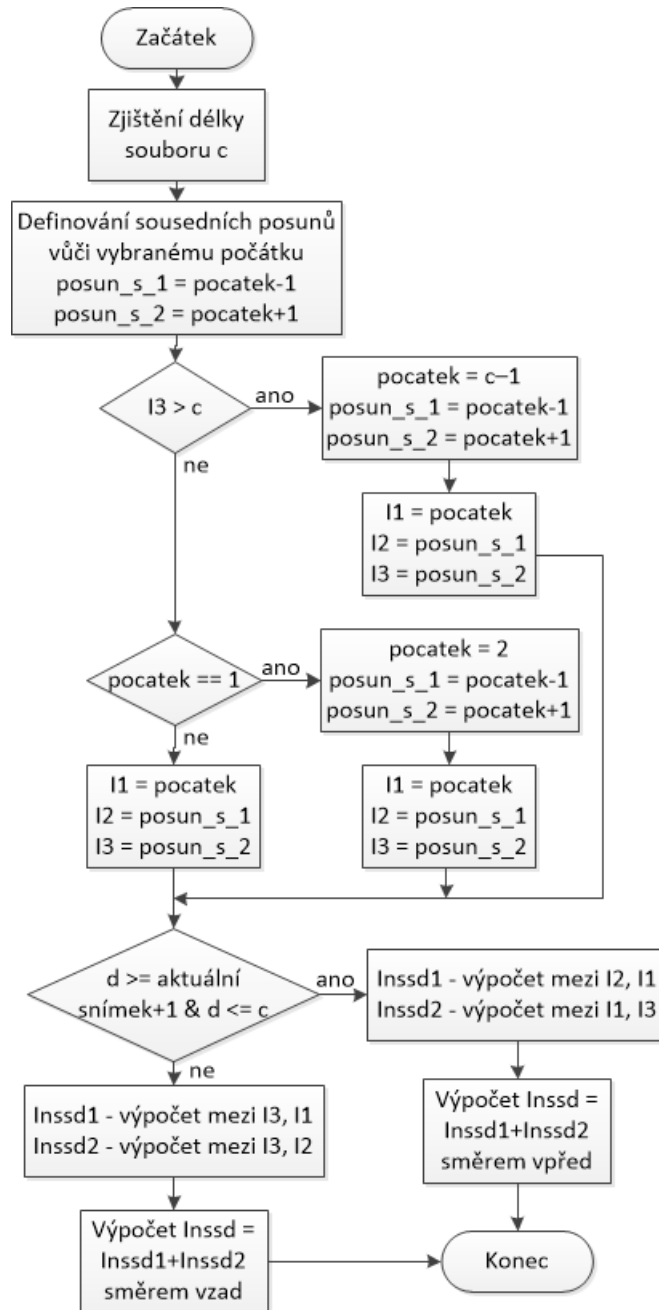 Začátek
Zjištění délky
souboru c
Definování sousedních posunů
vůči vybranému počátku
posun_s_1 = pocatek-1
posun_s_2 = pocatek+1
I3 > c
ano
pocatek = c–1
posun_s_1 = pocatek-1
posun_s_2 = pocatek+1
ne
I1 = pocatek
I2 = posun_s_1
I3 = posun_s_2
pocatek == 1
ano
pocatek = 2
posun_s_1 = pocatek-1
posun_s_2 = pocatek+1
ne
I1 = pocatek
I2 = posun_s_1
I3 = posun_s_2
I1 = pocatek
I2 = posun_s_1
I3 = posun_s_2
d >= aktuální
snímek+1 & d <= c
ano
Inssd1 - výpočet mezi I2, I1
Inssd2 - výpočet mezi I1, I3
ne
Inssd1 - výpočet mezi I3, I1
Inssd2 - výpočet mezi I3, I2
Výpočet Inssd =
Inssd1+Inssd2
směrem vpřed
Výpočet Inssd =
Inssd1+Inssd2
směrem vzad
Konec